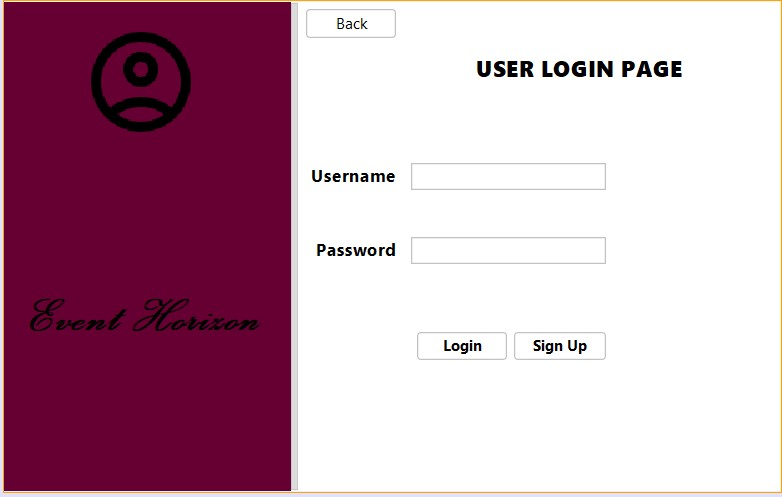 Back
USER LOGIN PAGE
Username
Password
Event Horizon
Login
Sign Up